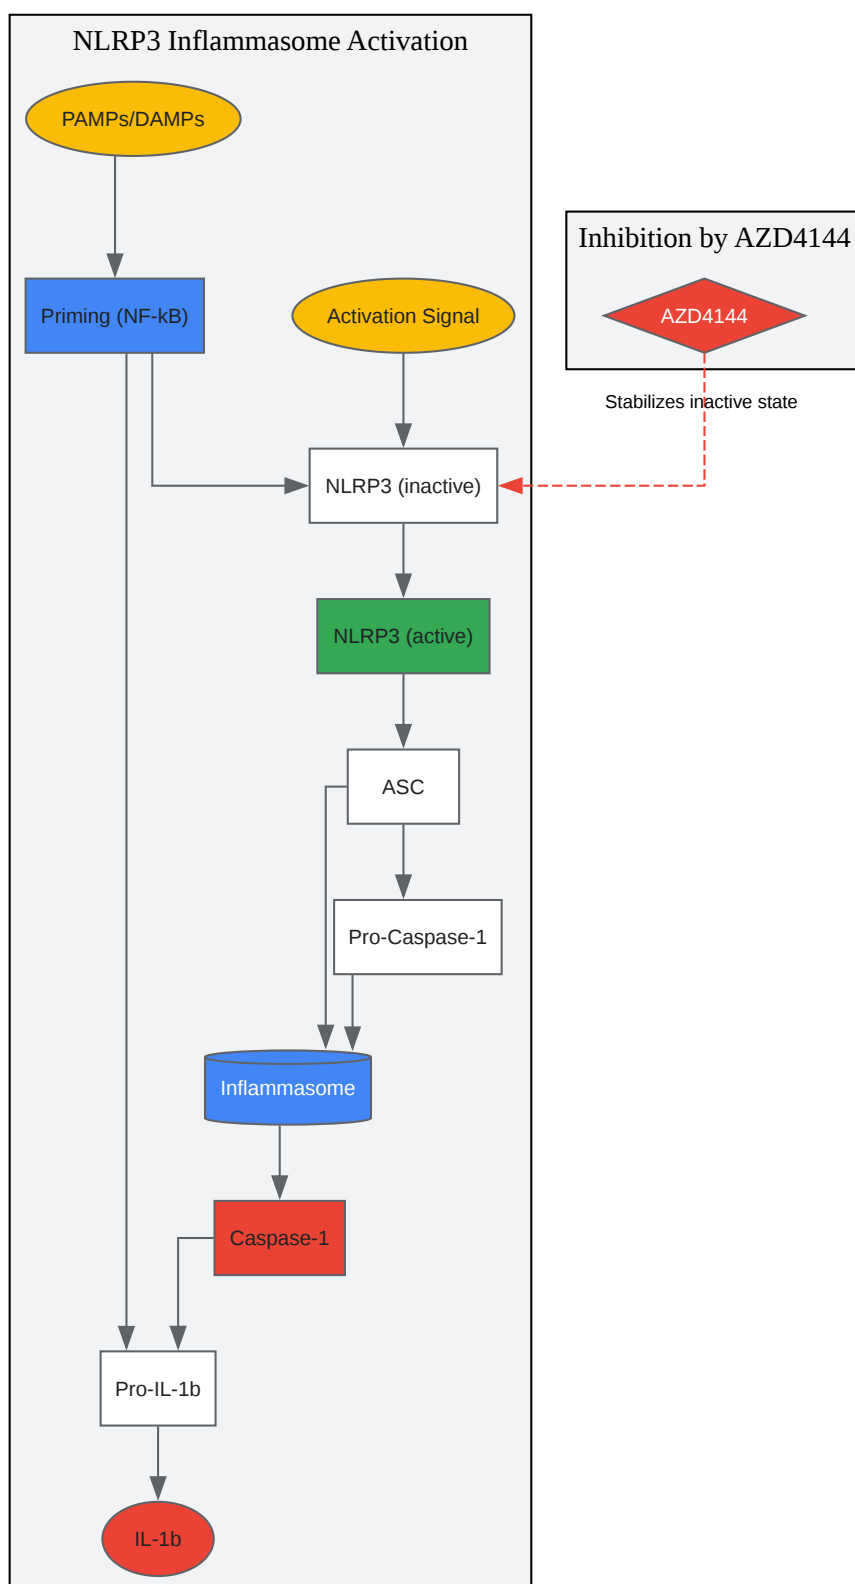 NLRP3 Inflammasome Activation
PAMPs/DAMPs
Inhibition by AZD4144
Priming (NF-kB)
Activation Signal
AZD4144
Stabilizes inactive state
NLRP3 (inactive)
NLRP3 (active)
ASC
Pro-Caspase-1
Inflammasome
Caspase-1
Pro-IL-1b
IL-1b